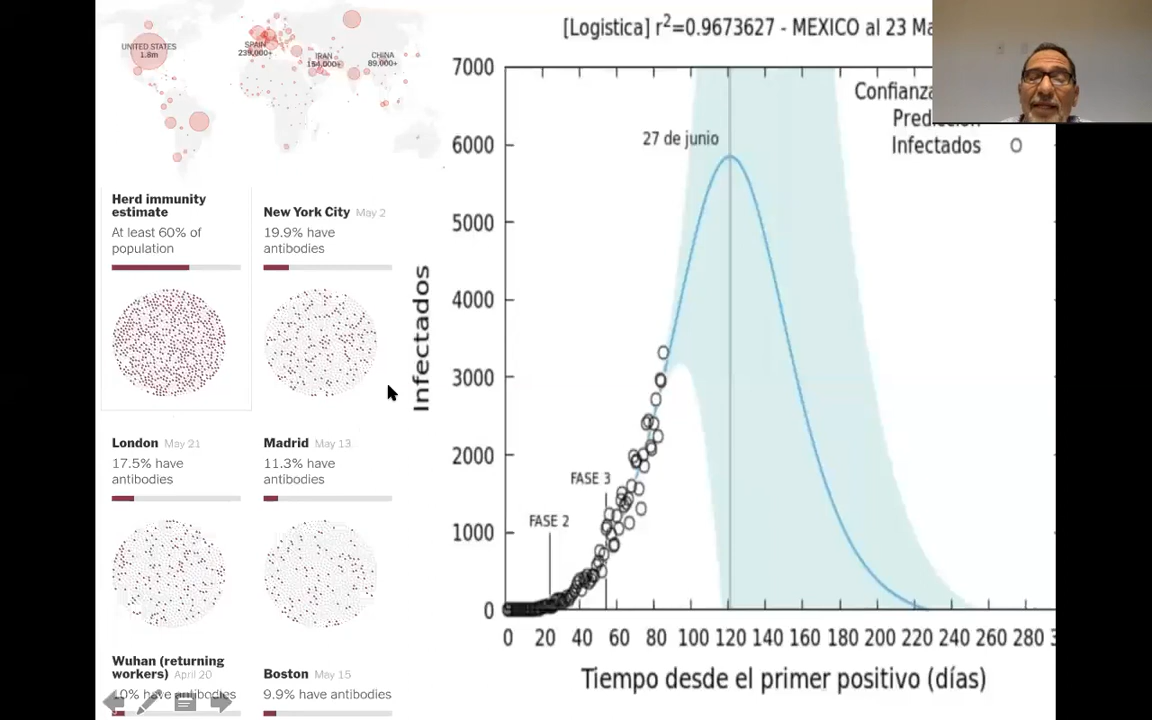 UNITED STATES
1.8m
SPAIN
239,000+
IRAN
154,000+
CHINA
89,000+
Herd immunity
estimate
At least 60% of
population
New York City May 2
19.9% have
antibodies
London May 21
17.5% have
antibodies
Madrid May 13
11.3% have
antibodies
Wuhan (returning
workers) April 20
10% have antibodies
Boston May 15
9.9% have antibodies
[Logistica] r²=0.9673627 - MEXICO al 23
7000
6000
5000
4000
3000
2000
1000
0
Infectados
27 de junio
FASE 3
FASE 2
Infectados
0 20 40 60 80 100 120 140 160 180 200 220 240 260 280
Tiempo desde el primer positivo (días)